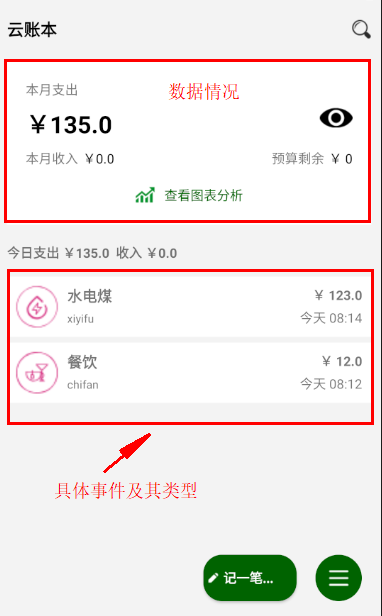 云账本
本月支出
数据情况
￥135.0
本月收入 ￥0.0 预算剩余 ￥ 0
查看图表分析
今日支出 ￥135.0 收入 ￥0.0
水电煤 ￥ 123.0
xiyifu 今天 08:14
餐饮 ￥ 12.0
chifan 今天 08:12
具体事件及其类型
记一笔...